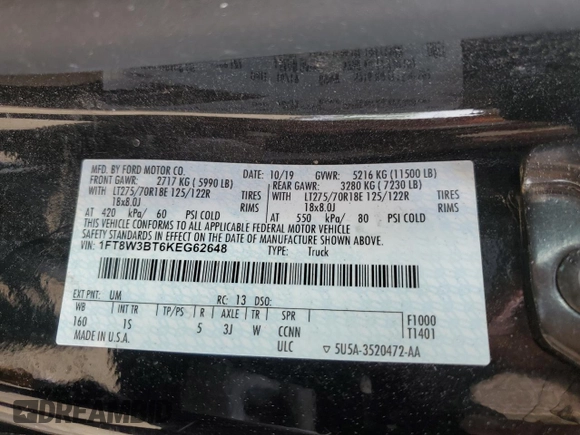 MFD. BY FORD MOTOR CO.
10/19 GVWR: 5216 KG (11500 LB)
FRONT GAWR: 2717 KG (5990 LB)
REAR GAWR: 3280 KG (7230 LB)
WITH LT275/70R18E 125/122R TIRES
WITH LT275/70R18E 125/122R TIRES
18x8.0J
18x8.0J
AT 420 kPa/ 60 PSI COLD
AT 550 kPa/ 80 PSI COLD
THIS VEHICLE CONFORMS TO ALL APPLICABLE FEDERAL MOTOR VEHICLE
SAFETY STANDARDS IN EFFECT ON THE DATE OF MANUFACTURE SHOWN ABOVE.
1FT8W3BT6KEG62648 TYPE: Truck
EXT PNT: UM RC: 13 DSO:
WB INT TR TP/PS R AXLE TR SPR
160 1S 5 3J W CCNN
F1000
T1401
MADE IN U.S.A. ULC ▽ 5U5A-3520472-AA